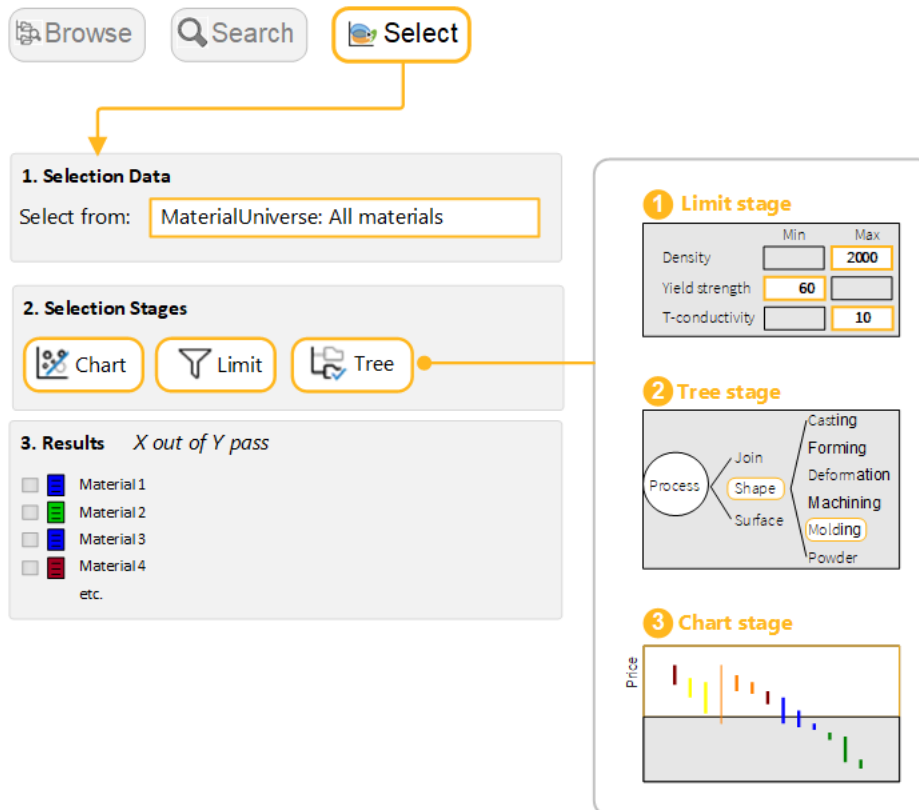 Browse
Search
Select
1. Selection Data
Select from:
MaterialUniverse: All materials
2. Selection Stages
Chart
Limit
Tree
3. Results X out of Y pass
Material 1
Material 2
Material 3
Material 4
etc.
1 Limit stage
Min Max
Density 2000
Yield strength 60
T-conductivity 10
2 Tree stage
Process
Join
Shape
Surface
Casting
Forming
Deformation
Machining
Molding
Powder
3 Chart stage
Price